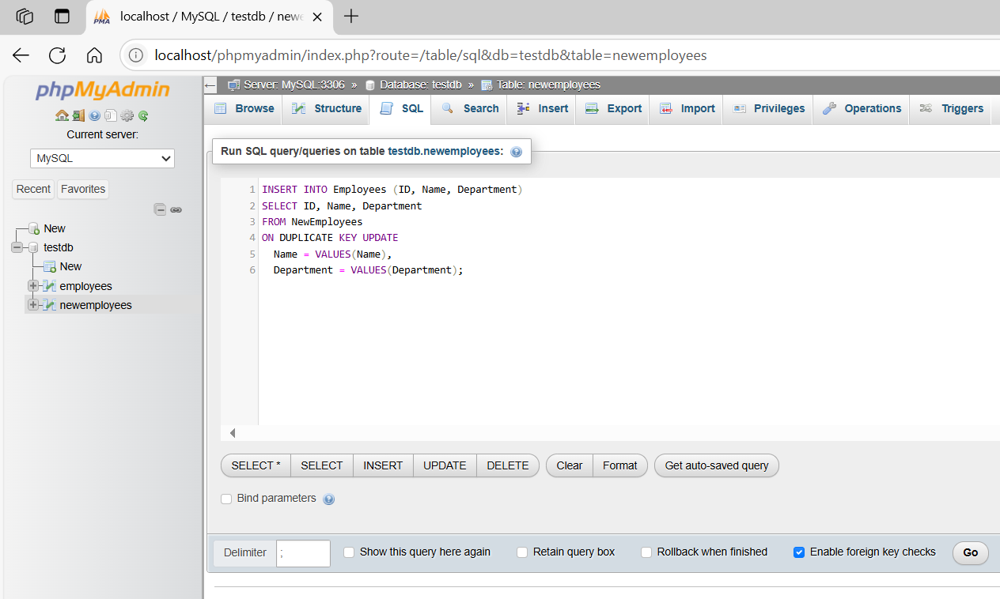 localhost / MySQL / testdb / newe
localhost/phpmyadmin/index.php?route=/table/sql&db=testdb&table=newemployees
phpMyAdmin
Current server:
MySQL
Recent Favorites
New
testdb
New
employees
newemployees
Server: MySQL:3306 » Database: testdb » Table: newemployees
Browse Structure SQL Search Insert Export Import Privileges Operations Triggers
Run SQL query/queries on table testdb.newemployees:
1 INSERT INTO Employees (ID, Name, Department)
2 SELECT ID, Name, Department
3 FROM NewEmployees
4 ON DUPLICATE KEY UPDATE
5 Name = VALUES(Name),
6 Department = VALUES(Department);
SELECT * SELECT INSERT UPDATE DELETE Clear Format Get auto-saved query
Bind parameters
Delimiter ; Show this query here again Retain query box Rollback when finished Enable foreign key checks Go